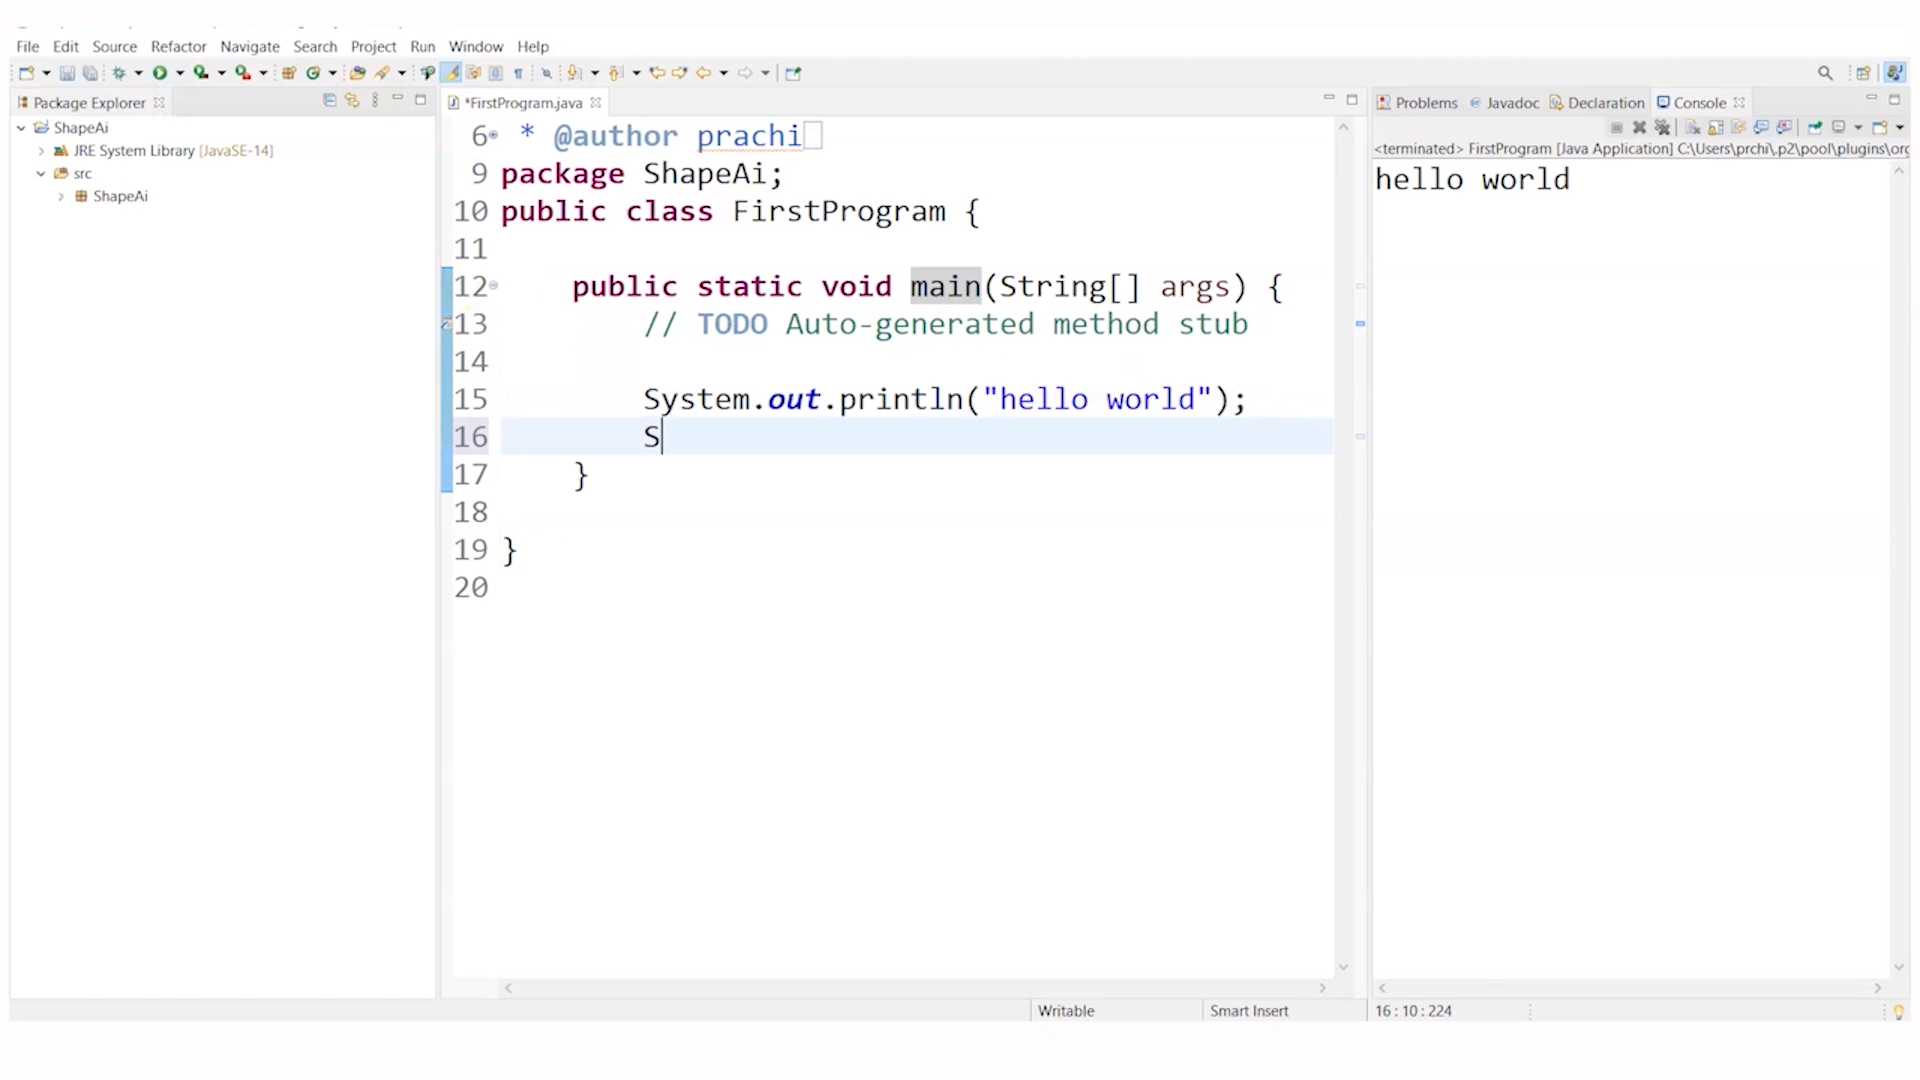 File Edit Source Refactor Navigate Search Project Run Window Help
Package Explorer
ShapeAi
JRE System Library [JavaSE-14]
src
ShapeAi
*FirstProgram.java
6 * @author prachi
9 package ShapeAi;
10 public class FirstProgram {
11
12 public static void main(String[] args) {
13 // TODO Auto-generated method stub
14
15 System.out.println("hello world");
16 S
17 }
18
19 }
20
Problems Javadoc Declaration Console
<terminated> FirstProgram [Java Application] C:\Users\prchi\.p2\pool\plugins\org
hello world
Writable Smart Insert 16 : 10 : 224